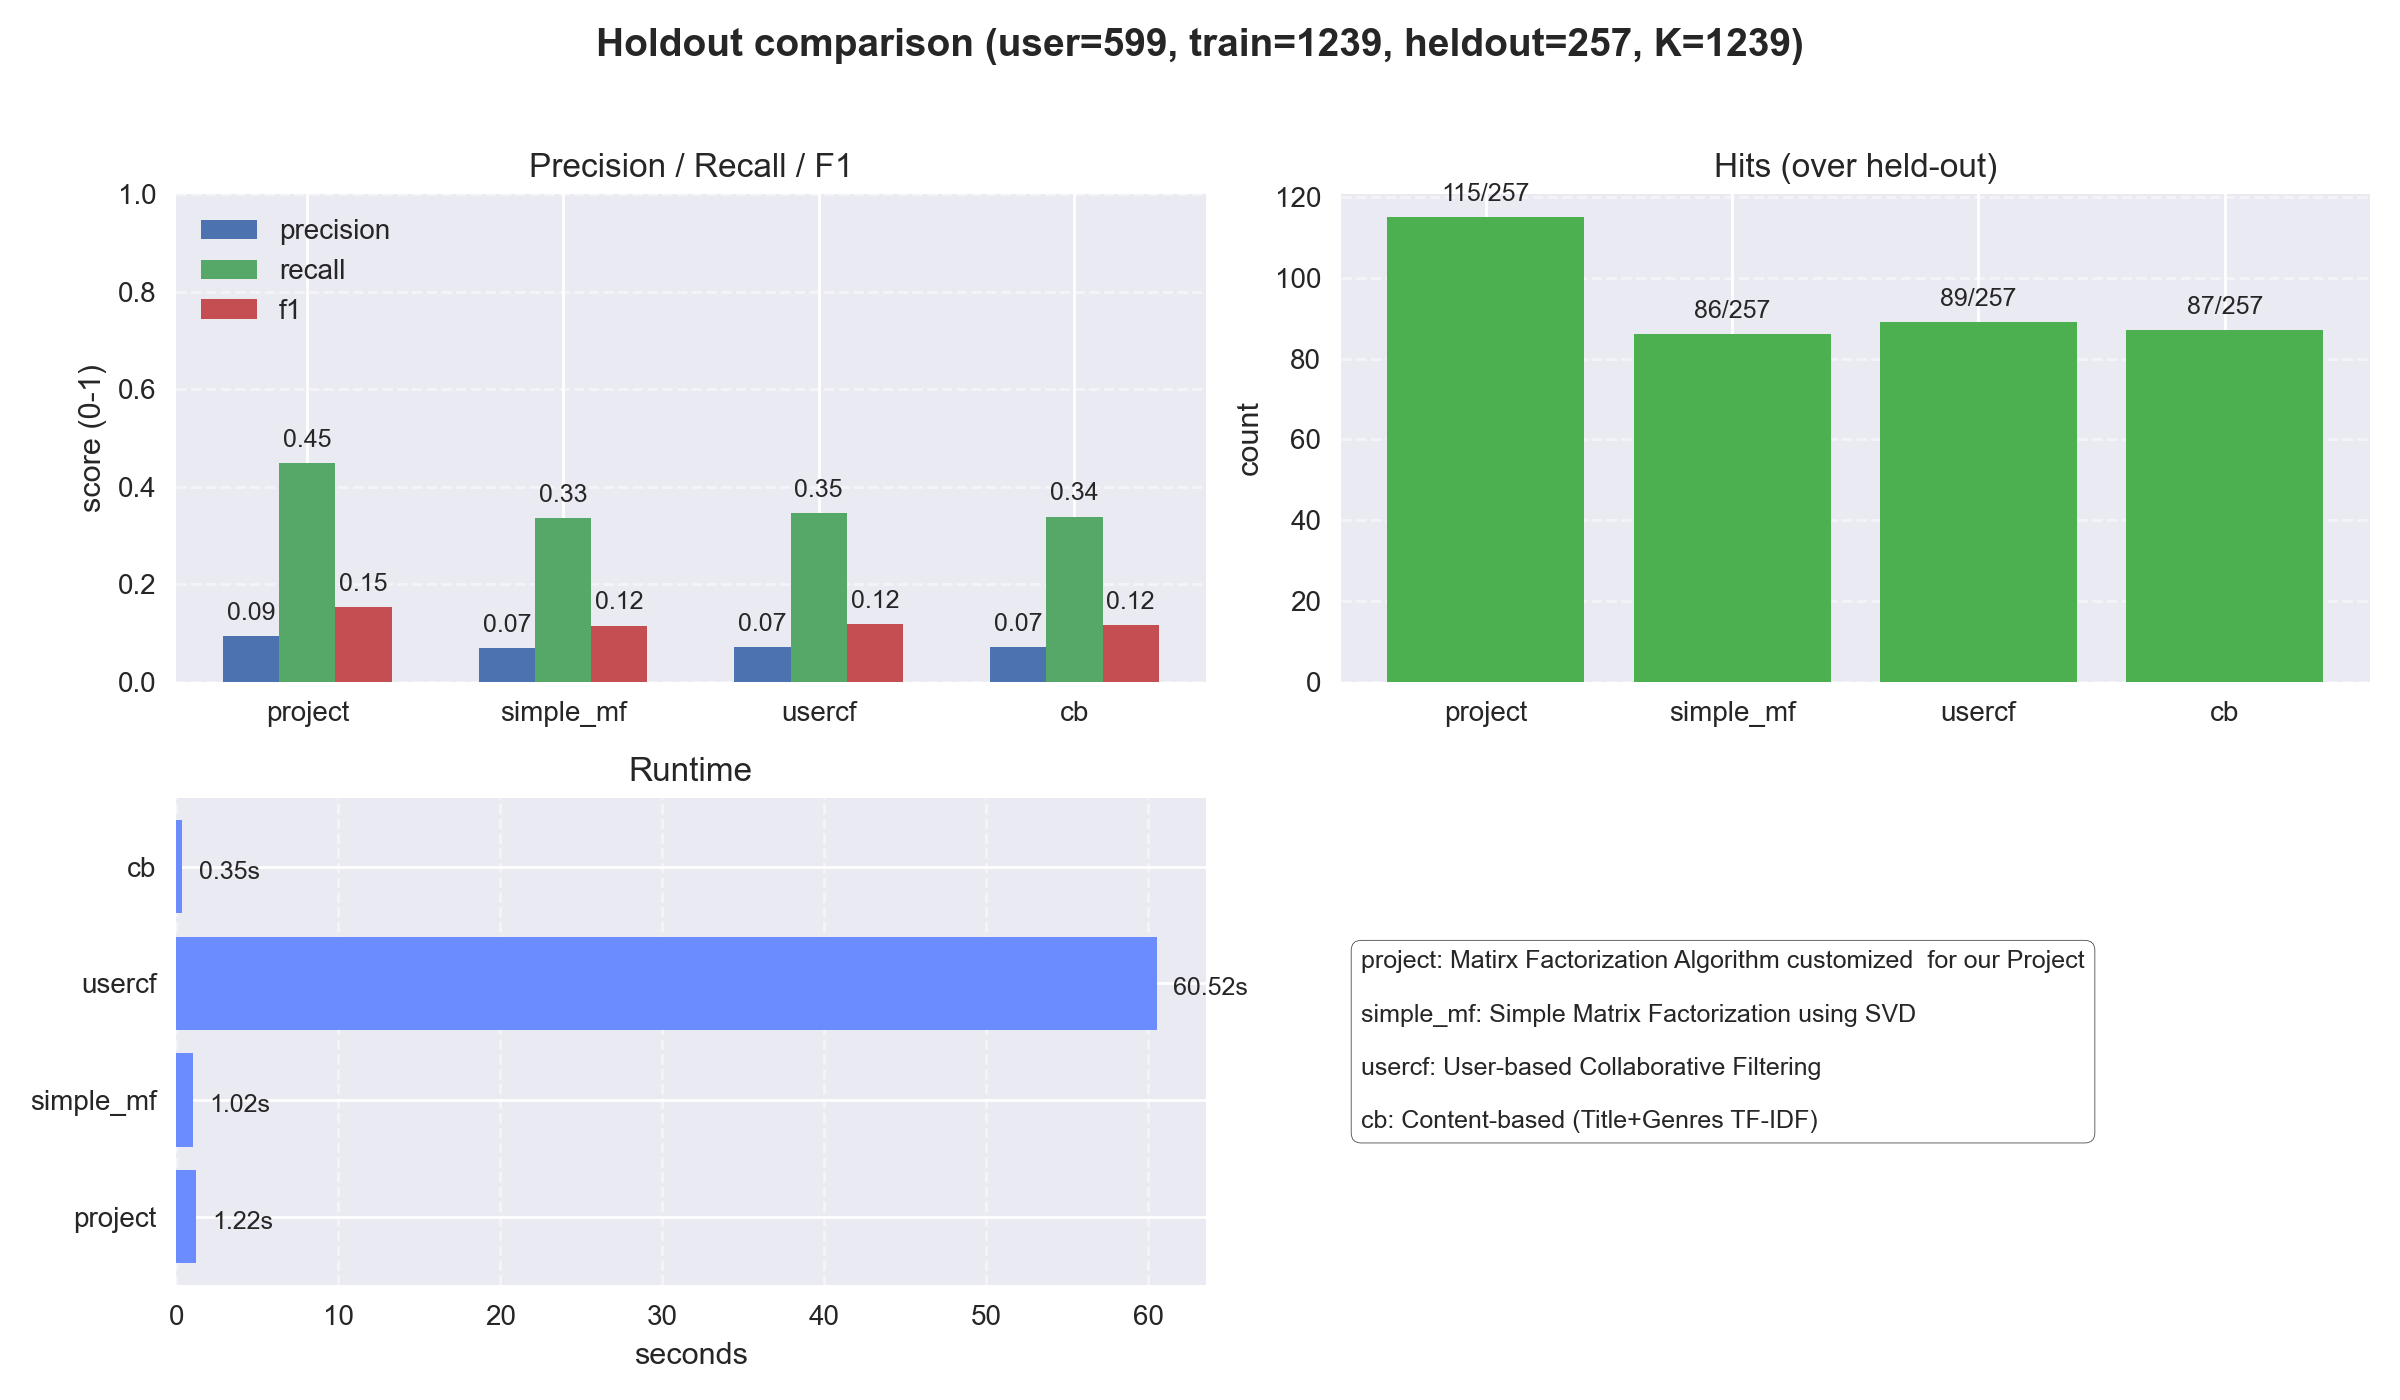 Holdout comparison (user=599, train=1239, heldout=257, K=1239)
Precision / Recall / F1
1.0
0.8
0.6
0.4
0.2
0.0
score (0-1)
precision
recall
f1
0.09
0.45
0.15
0.07
0.33
0.12
0.07
0.35
0.12
0.07
0.34
0.12
project
simple_mf
usercf
cb
Hits (over held-out)
120
100
80
60
40
20
0
count
115/257
86/257
89/257
87/257
project
simple_mf
usercf
cb
Runtime
cb
0.35s
usercf
60.52s
simple_mf
1.02s
project
1.22s
0
10
20
30
40
50
60
seconds
project: Matirx Factorization Algorithm customized  for our Project
simple_mf: Simple Matrix Factorization using SVD
usercf: User-based Collaborative Filtering
cb: Content-based (Title+Genres TF-IDF)